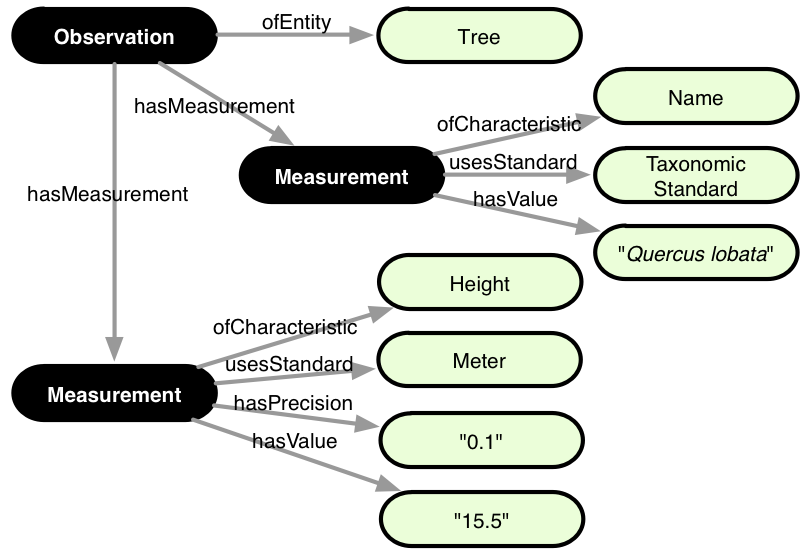 Observation
ofEntity
Tree
hasMeasurement
Name
ofCharacteristic
Measurement
usesStandard
Taxonomic
Standard
hasValue
"Quercus lobata"
hasMeasurement
Height
ofCharacteristic
Measurement
usesStandard
Meter
hasPrecision
"0.1"
hasValue
"15.5"